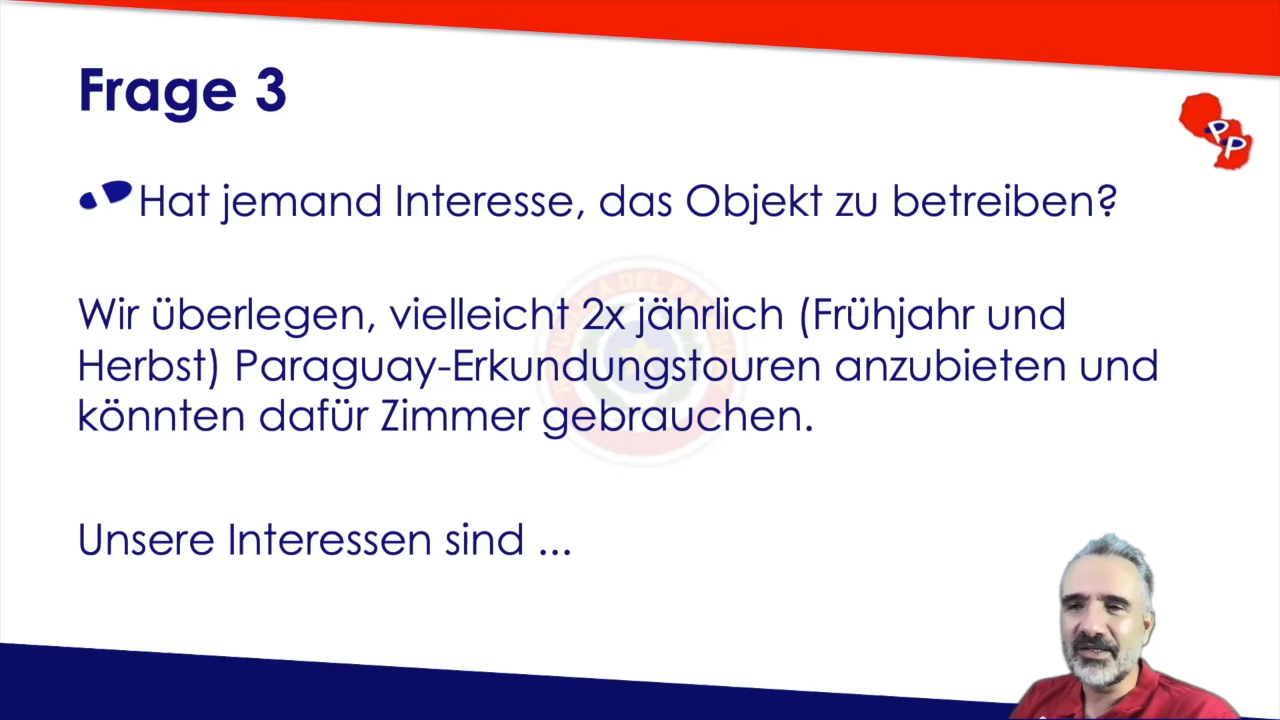 Frage 3
PP
Hat jemand Interesse, das Objekt zu betreiben?
Wir überlegen, vielleicht 2x jährlich (Frühjahr und
Herbst) Paraguay-Erkundungstouren anzubieten und
könnten dafür Zimmer gebrauchen.
Unsere Interessen sind ...